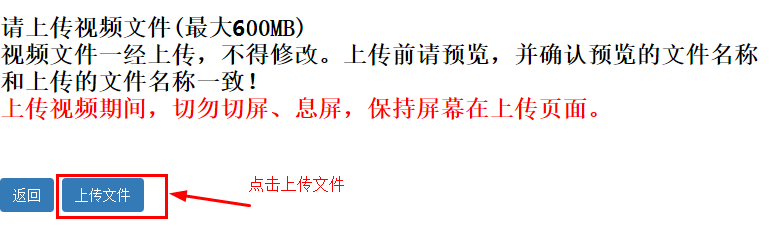 请上传视频文件(最大600MB)
视频文件一经上传，不得修改。上传前请预览，并确认预览的文件名称
和上传的文件名称一致！
上传视频期间，切勿切屏、息屏，保持屏幕在上传页面。
点击上传文件
返回 上传文件